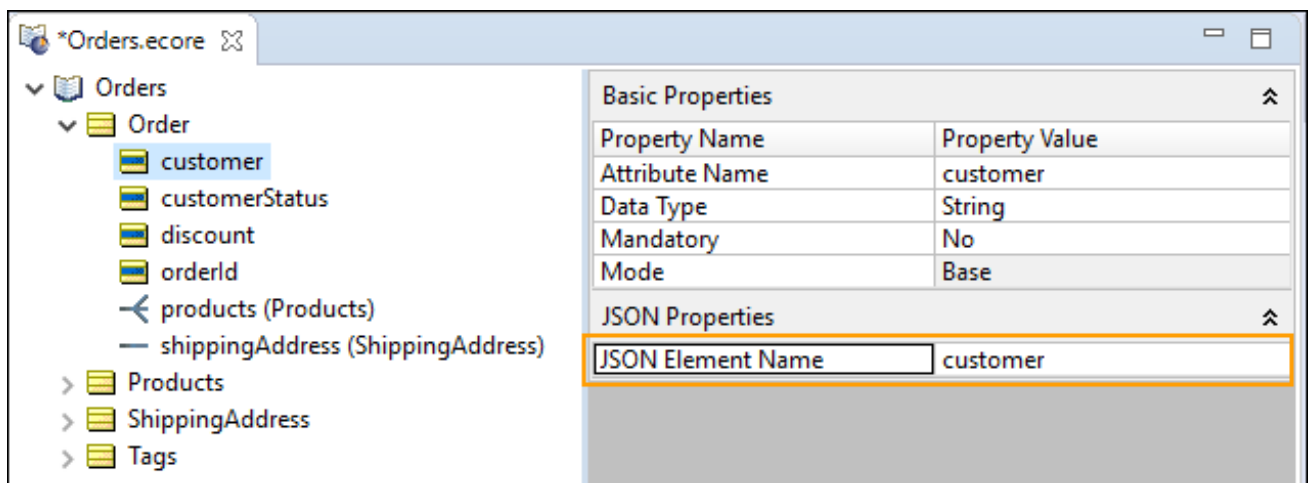 *Orders.ecore
Orders
Order
customer
customerStatus
discount
orderId
products (Products)
shippingAddress (ShippingAddress)
Products
ShippingAddress
Tags
Basic Properties
Property Name Property Value
Attribute Name customer
Data Type String
Mandatory No
Mode Base
JSON Properties
JSON Element Name customer